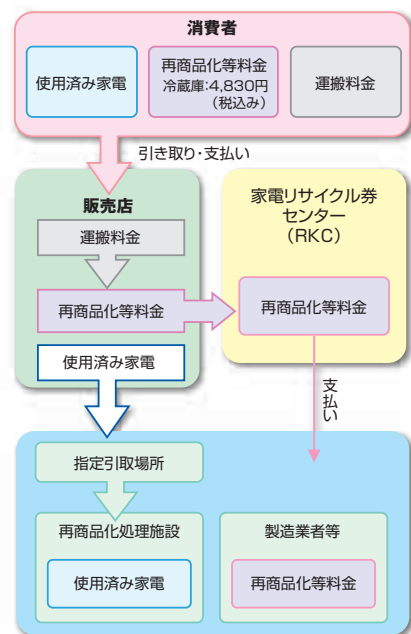 消費者
使用済み家電
再商品化等料金
冷蔵庫:4,830円
(税込み)
運搬料金
引き取り・支払い
販売店
運搬料金
再商品化等料金
使用済み家電
家電リサイクル券
センター
(RKC)
再商品化等料金
支払い
指定引取場所
再商品化処理施設
使用済み家電
製造業者等
再商品化等料金